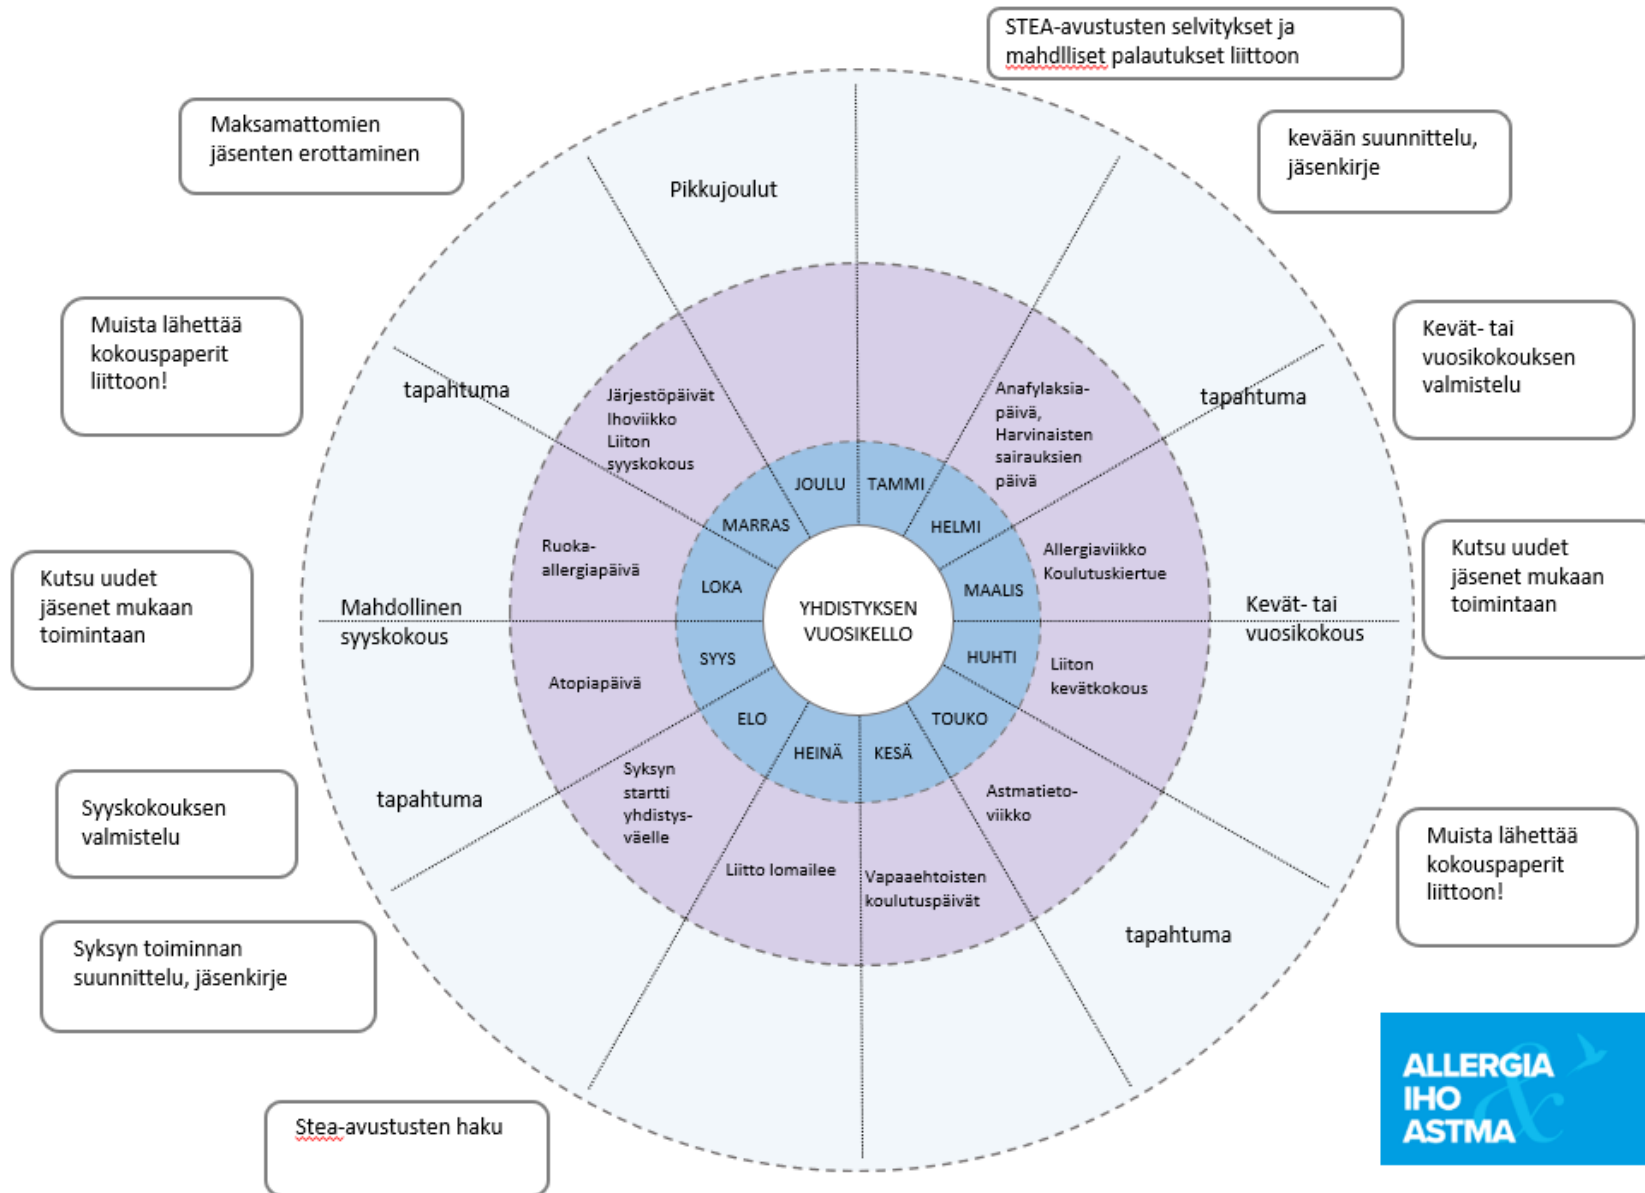 STEA-avustusten selvitykset ja
mahdlliset palautukset liittoon
kevään suunnittelu,
jäsenkirje
Kevät- tai
vuosikokouksen
valmistelu
Kutsu uudet
jäsenet mukaan
toimintaan
Muista lähettää
kokouspaperit
liittoon!
Stea-avustusten haku
Syksyn toiminnan
suunnittelu, jäsenkirje
Syyskokouksen
valmistelu
Kutsu uudet
jäsenet mukaan
toimintaan
Muista lähettää
kokouspaperit
liittoon!
Maksamattomien
jäsenten erottaminen
Pikkujoulut
tapahtuma
Kevät- tai
vuosikokous
tapahtuma
tapahtuma
Mahdollinen
syyskokous
tapahtuma
Anafylaksia-
päivä,
Harvinaisten
sairauksien
päivä
Allergiaviikko
Koulutuskiertue
Liiton
kevätkokous
Astmatieto-
viikko
Vapaaehtoisten
koulutuspäivät
Liitto lomailee
Syksyn
startti
yhdistys-
väelle
Atopiapäivä
Ruoka-
allergiapäivä
Järjestöpäivät
Ihoviikko
Liiton
syyskokous
TAMMI
HELMI
MAALIS
HUHTI
TOUKO
KESÄ
HEINÄ
ELO
SYYS
LOKA
MARRAS
JOULU
YHDISTYKSEN
VUOSIKELLO
ALLERGIA
IHO &
ASTMA